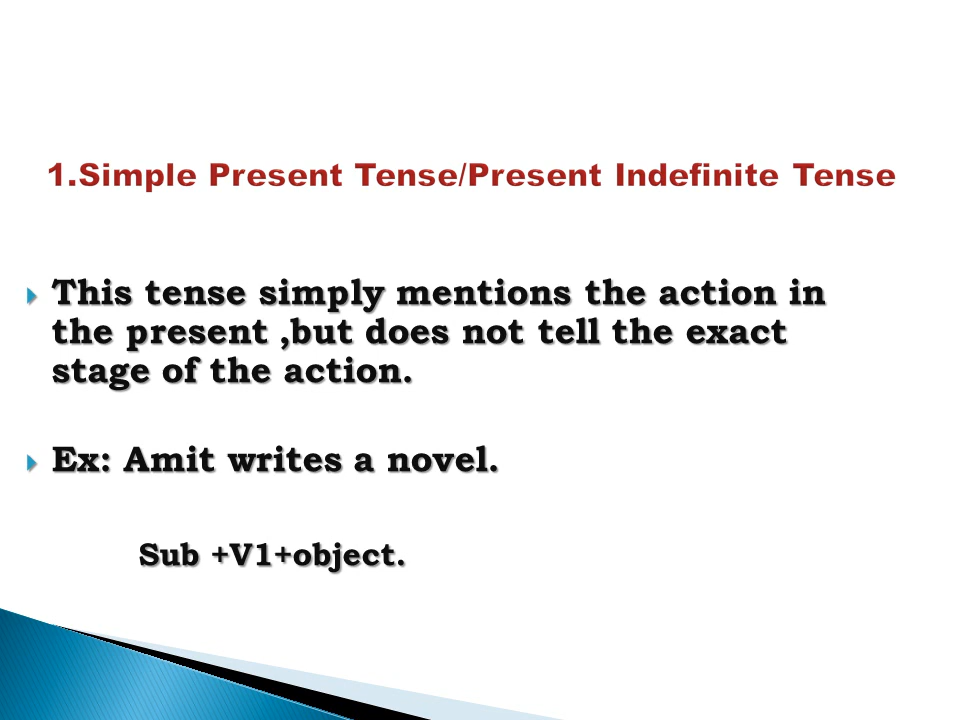 1.Simple Present Tense/Present Indefinite Tense
This tense simply mentions the action in
the present ,but does not tell the exact
stage of the action.
Ex: Amit writes a novel.
Sub +V1+object.